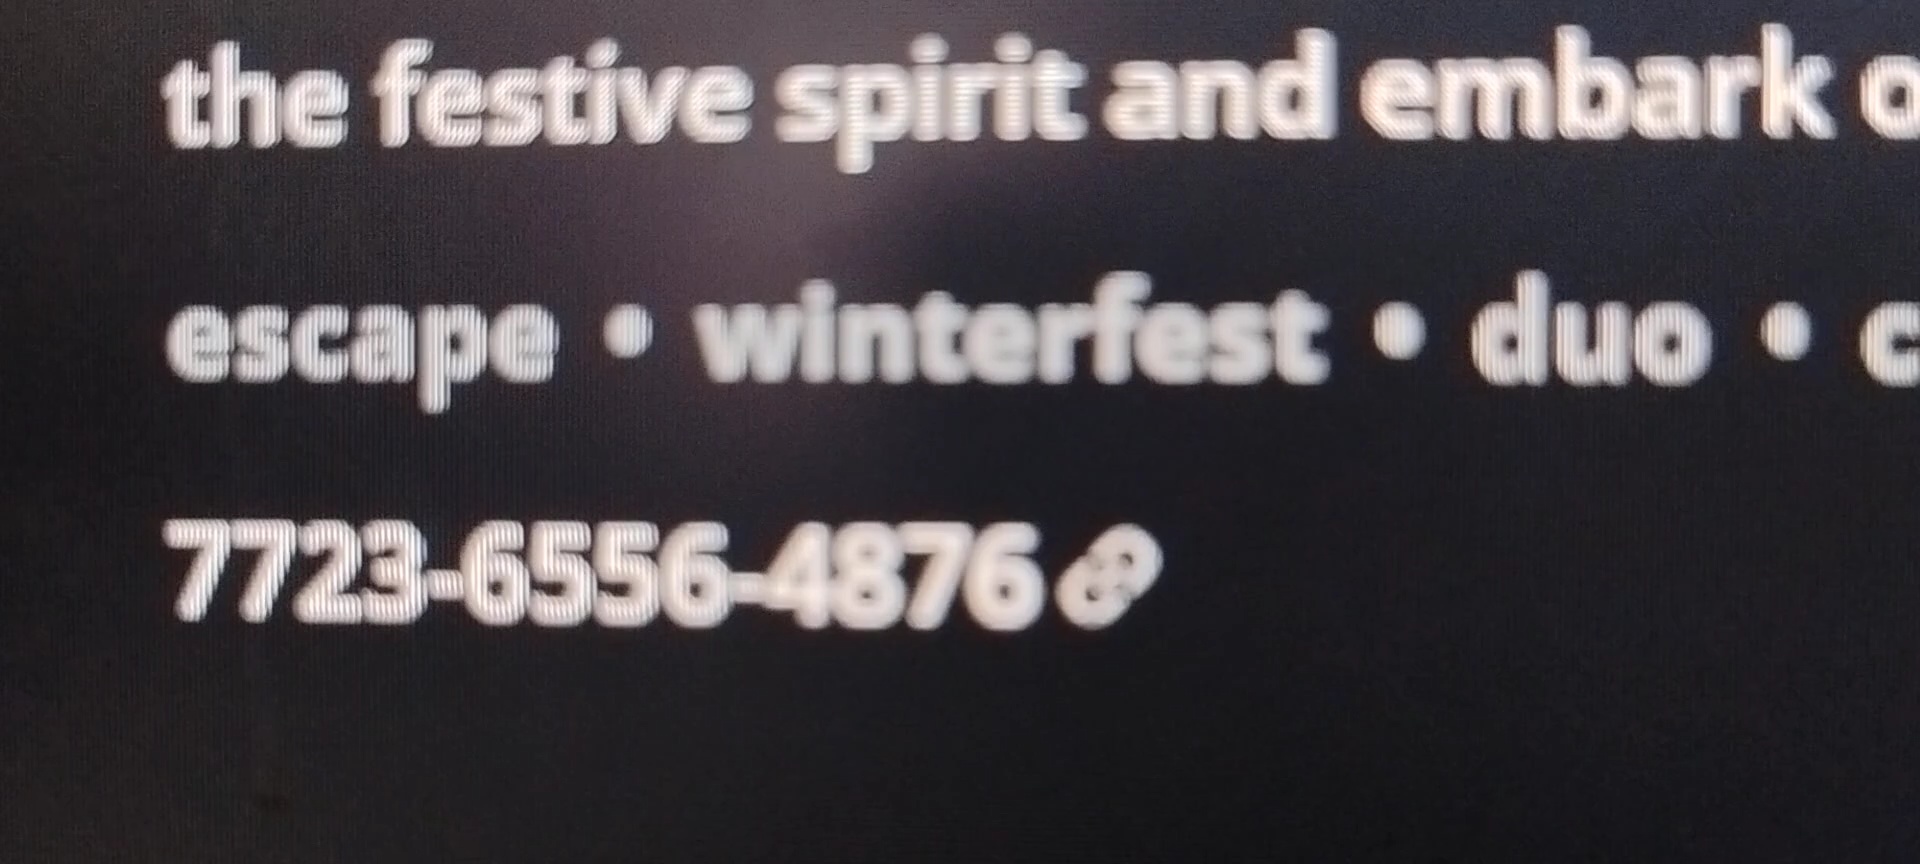 the festive spirit and embark
escape • winterfest • duo •
7723-6556-4876